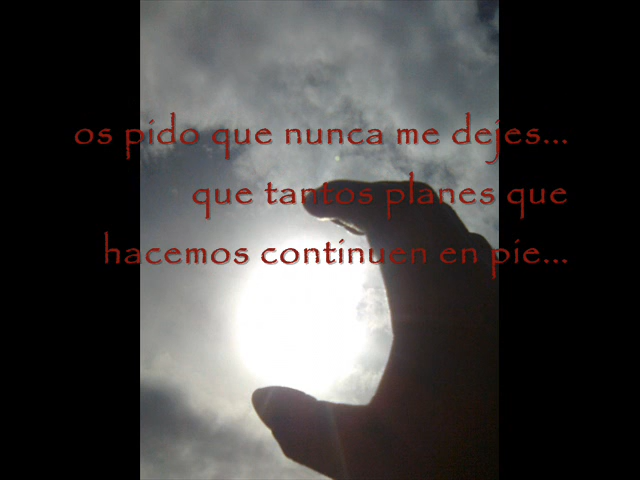 os pido que nunca me dejes...
que tantos planes que
hacemos continuen en pie...